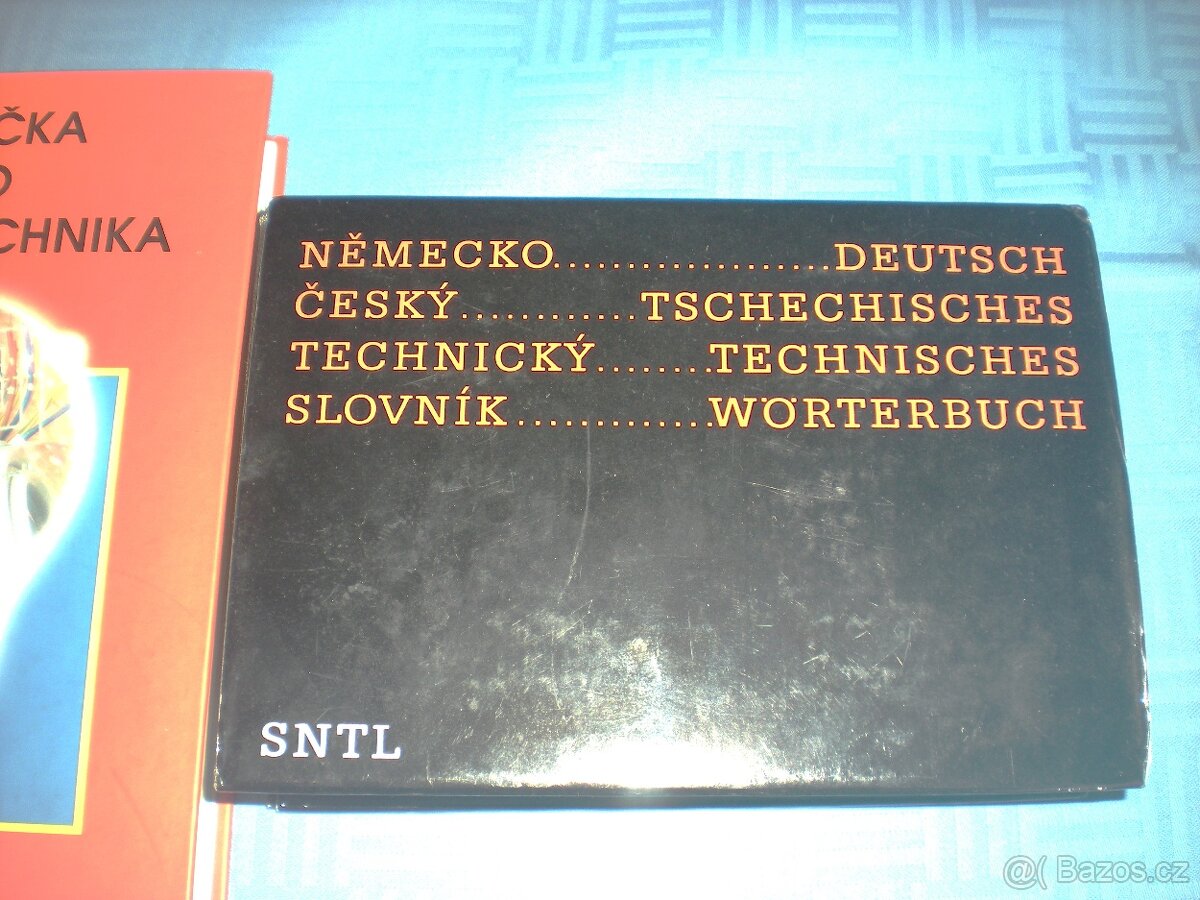 ČKA
CHNIKA
NĚMECKO....................DEUTSCH
ČESKÝ............TSCHECHISCHES
TECHNICKÝ........TECHNISCHES
SLOVNÍK.............WÖRTERBUCH
SNTL
@( Bazos.cz